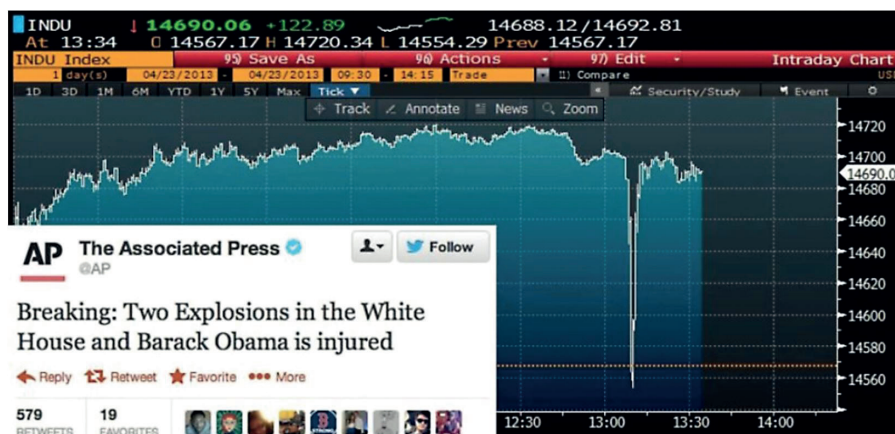 INDU ↓ 14690.06 +122.89 14688.12/14692.81
At 13:34 O 14567.17 H 14720.34 L 14554.29 Prev 14567.17
INDU Index 95) Save As 96) Actions 97) Edit Intraday Chart
1 day(s) 04/23/2013 - 04/23/2013 09:30 - 14:15 Trade 11) Compare US
1D 3D 1M 6M YTD 1Y 5Y Max Tick ▼ « Security/Study Event
Track Annotate News Zoom
14720
14700
14690.0
14680
14660
14640
14620
14600
14580
14560
12:30 13:00 13:30 14:00
AP The Associated Press Follow
@AP
Breaking: Two Explosions in the White
House and Barack Obama is injured
Reply Retweet Favorite ••• More
579 19
RETWEETS FAVORITES